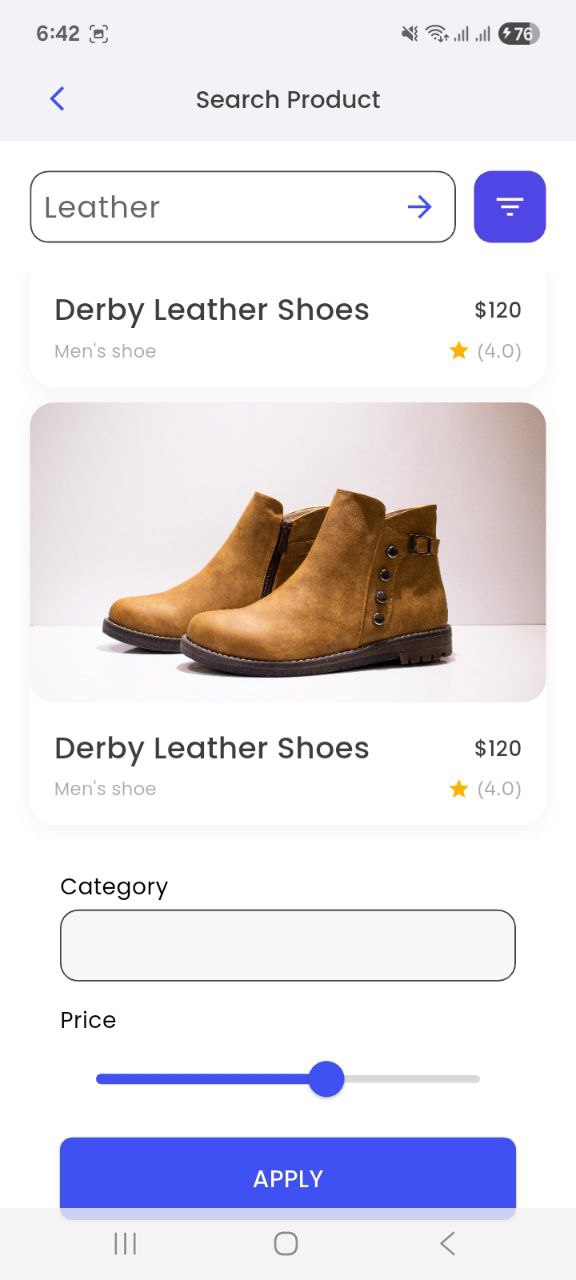 6:42 76
Search Product
Leather
Derby Leather Shoes $120
Men's shoe (4.0)
Derby Leather Shoes $120
Men's shoe (4.0)
Category
Price
APPLY